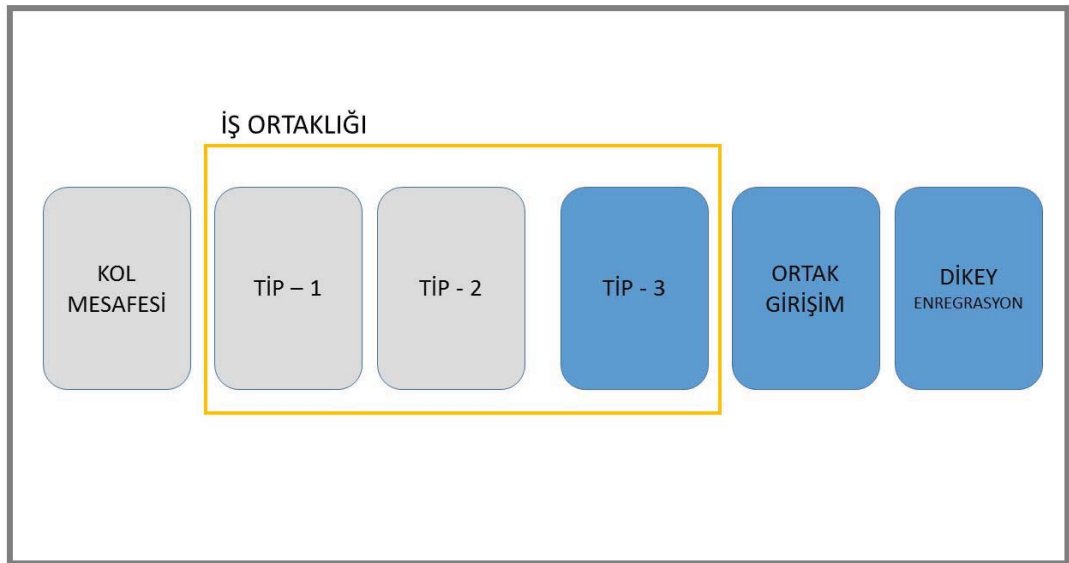 İŞ ORTAKLIĞI
KOL
MESAFESİ
TİP – 1
TİP - 2
TİP - 3
ORTAK
GİRİŞİM
DİKEY
ENREGRASYON